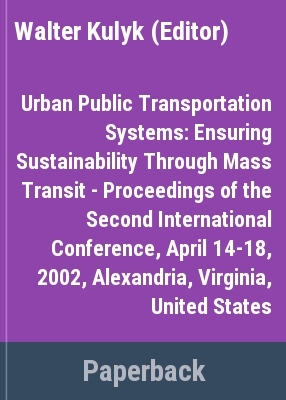 Walter Kulyk (Editor)
Urban Public Transportation
Systems: Ensuring
Sustainability Through Mass
Transit - Proceedings of the
Second International
Conference, April 14-18,
2002, Alexandria, Virginia,
United States
Paperback